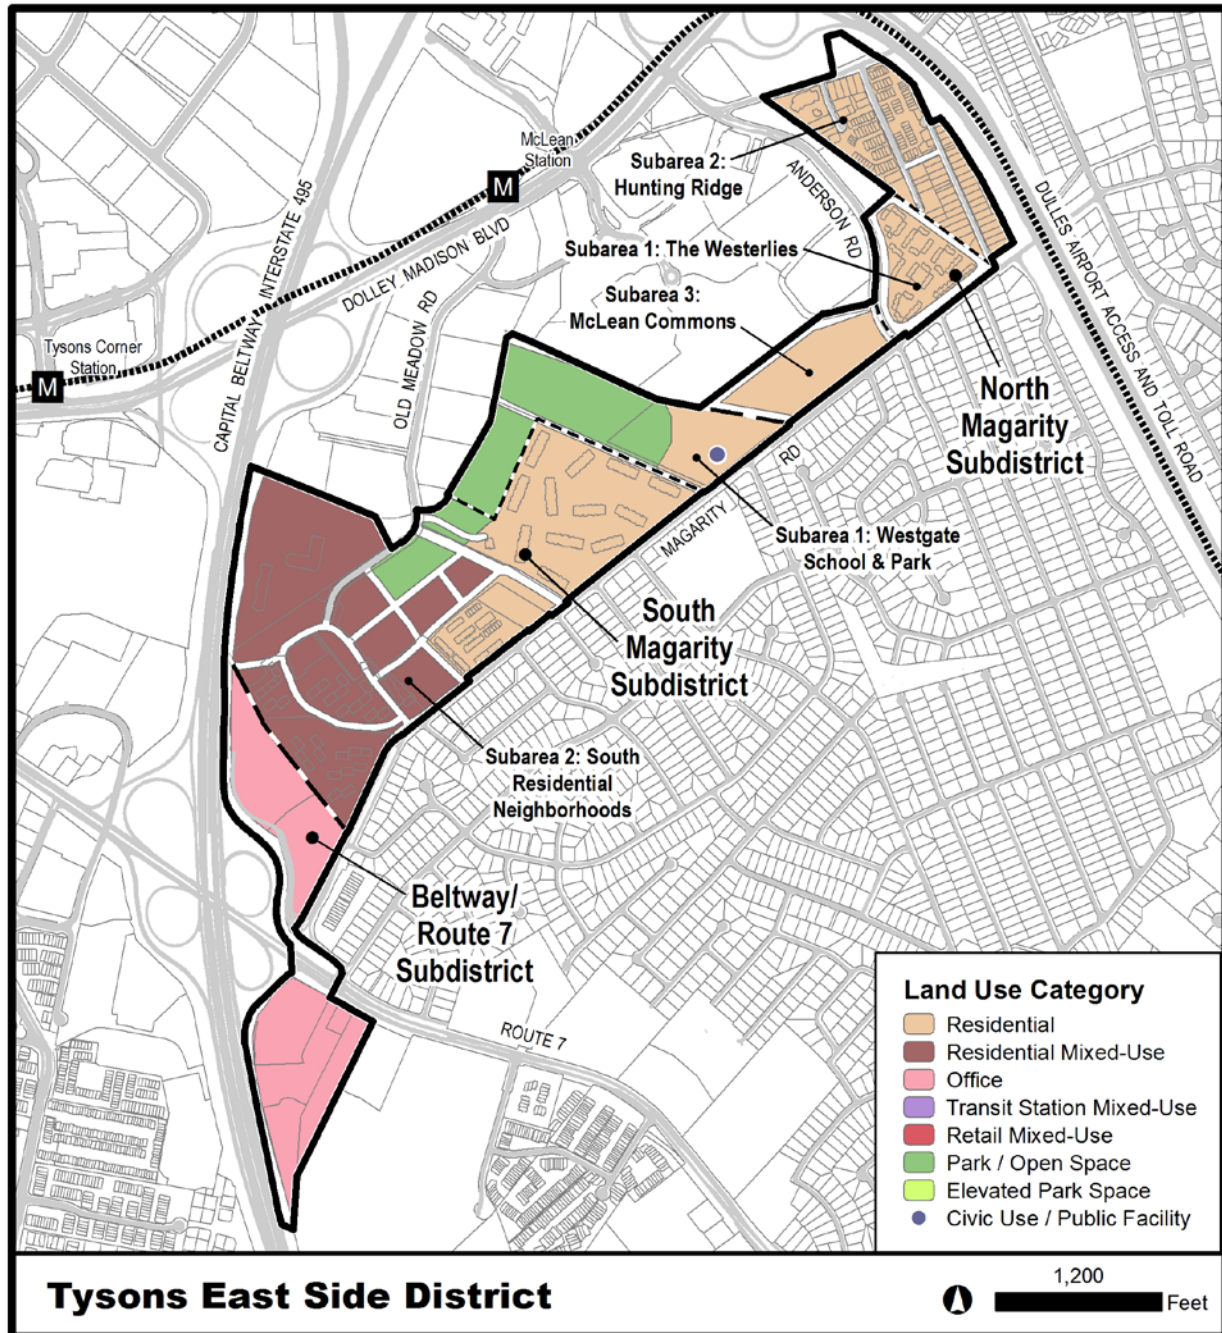 McLean
Station
M
Subarea 2:
Hunting Ridge
ANDERSON RD
DULLES AIRPORT ACCESS AND TOLL ROAD
CAPITAL BELTWAY INTERSTATE 495
DOLLEY MADISON BLVD
Subarea 1: The Westerlies
OLD MEADOW RD
Subarea 3:
McLean Commons
Tysons Corner
Station
M
North
Magarity
Subdistrict
MAGARITY RD
Subarea 1: Westgate
School & Park
South
Magarity
Subdistrict
Subarea 2: South
Residential
Neighborhoods
Beltway/
Route 7
Subdistrict
ROUTE 7
Land Use Category
Residential
Residential Mixed-Use
Office
Transit Station Mixed-Use
Retail Mixed-Use
Park / Open Space
Elevated Park Space
Civic Use / Public Facility
Tysons East Side District
1,200
Feet